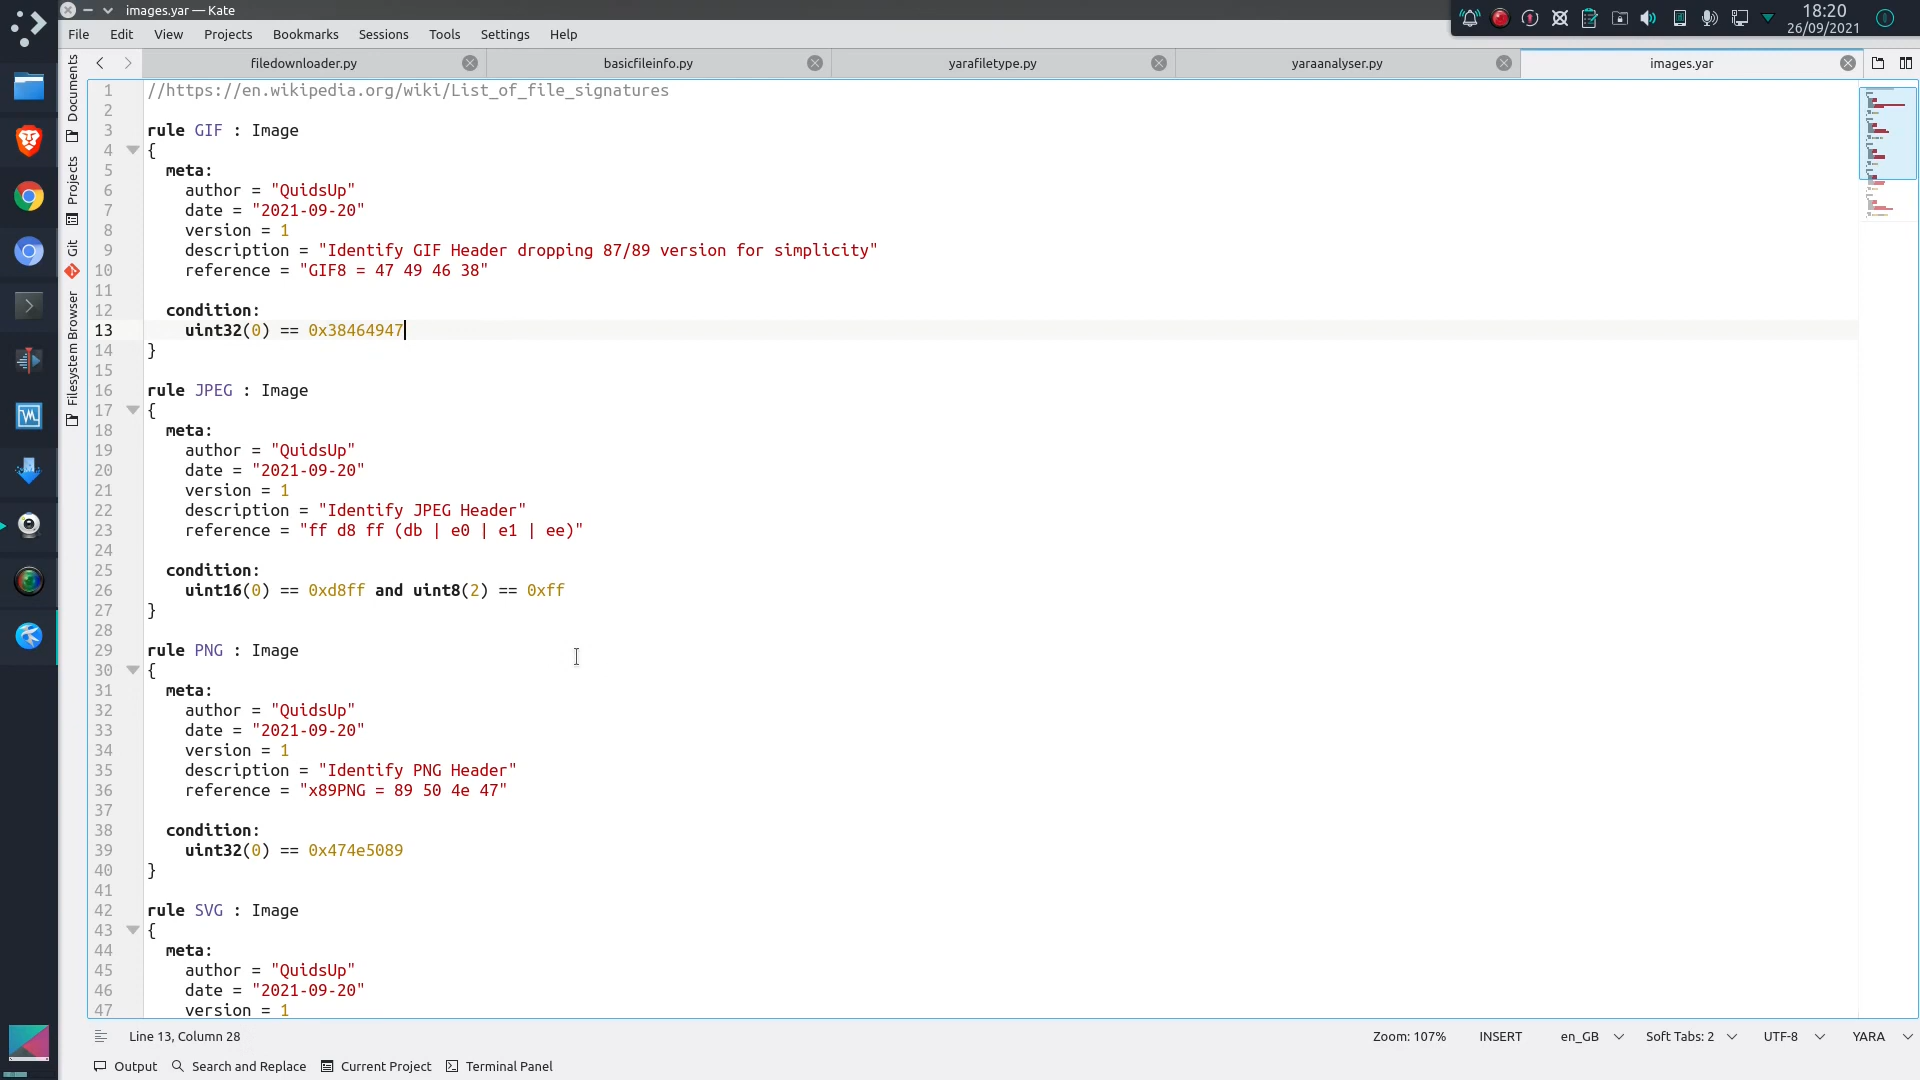 images.yar — Kate
18:20
26/09/2021
File Edit View Projects Bookmarks Sessions Tools Settings Help
filedownloader.py basicfileinfo.py yarafiletype.py yaraanalyser.py images.yar
Documents
Projects
Git
Filesystem Browser
1 //https://en.wikipedia.org/wiki/List_of_file_signatures
2
3 rule GIF : Image
4 {
5 meta:
6 author = "QuidsUp"
7 date = "2021-09-20"
8 version = 1
9 description = "Identify GIF Header dropping 87/89 version for simplicity"
10 reference = "GIF8 = 47 49 46 38"
11
12 condition:
13 uint32(0) == 0x38464947
14 }
15
16 rule JPEG : Image
17 {
18 meta:
19 author = "QuidsUp"
20 date = "2021-09-20"
21 version = 1
22 description = "Identify JPEG Header"
23 reference = "ff d8 ff (db | e0 | e1 | ee)"
24
25 condition:
26 uint16(0) == 0xd8ff and uint8(2) == 0xff
27 }
28
29 rule PNG : Image
30 {
31 meta:
32 author = "QuidsUp"
33 date = "2021-09-20"
34 version = 1
35 description = "Identify PNG Header"
36 reference = "x89PNG = 89 50 4e 47"
37
38 condition:
39 uint32(0) == 0x474e5089
40 }
41
42 rule SVG : Image
43 {
44 meta:
45 author = "QuidsUp"
46 date = "2021-09-20"
47 version = 1
Line 13, Column 28 Zoom: 107% INSERT en_GB Soft Tabs: 2 UTF-8 YARA
Output Search and Replace Current Project Terminal Panel